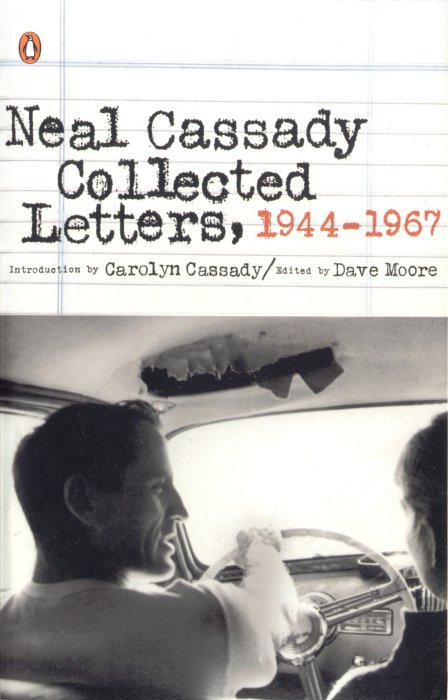 Neal Cassady
Collected
Letters, 1944-1967
Introduction by Carolyn Cassady/Edited by Dave Moore